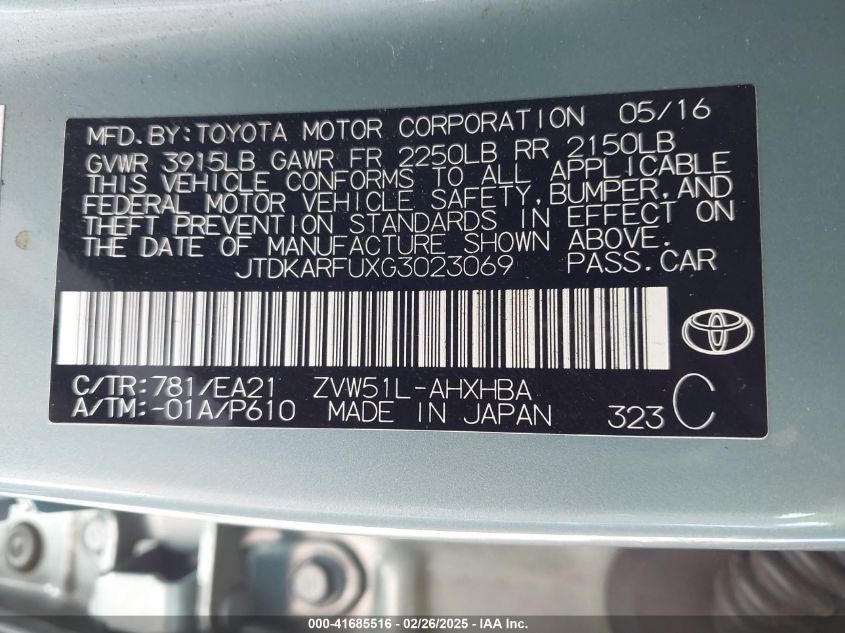 MFD. BY: TOYOTA MOTOR CORPORATION 05/16
GVWR 3915LB GAWR FR 2250LB RR 2150LB
THIS VEHICLE CONFORMS TO ALL APPLICABLE
FEDERAL MOTOR VEHICLE SAFETY, BUMPER, AND
THEFT PREVENTION STANDARDS IN EFFECT ON
THE DATE OF MANUFACTURE SHOWN ABOVE.
JTDKARFUXG3023069 PASS. CAR
C/TR: 781/EA21 ZVW51L-AHXHBA
A/TM: -01A/P610 MADE IN JAPAN 323 C
000-41685516 | 02/26/2025 - IAA Inc.